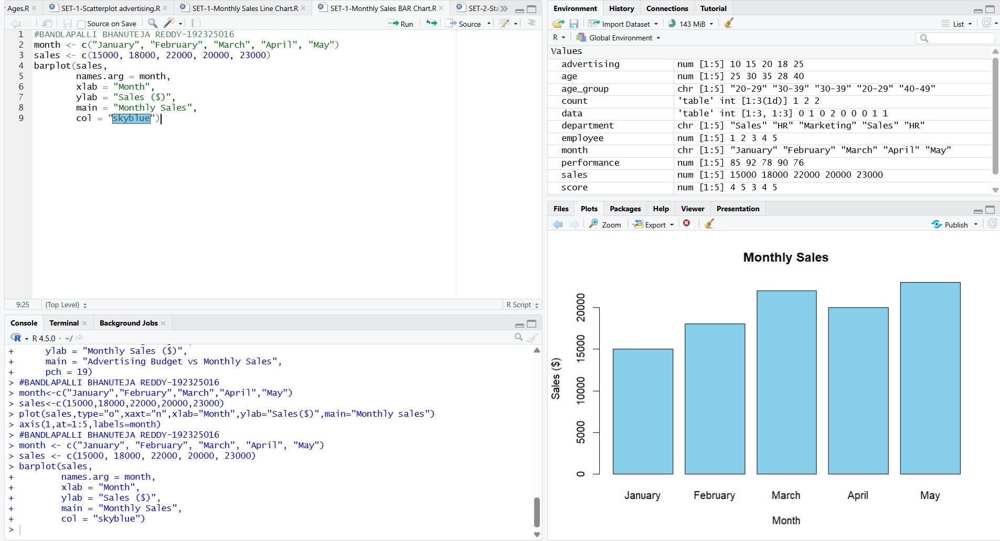 Ages.R
SET-1-Scatterplot advertising.R
SET-1-Monthly Sales Line Chart.R
SET-1-Monthly Sales BAR Chart.R
SET-2-Sta
Source on Save
Run
Source
1 #BANDLAPALLI BHANUTEJA REDDY-192325016
2 month <- c("January", "February", "March", "April", "May")
3 sales <- c(15000, 18000, 22000, 20000, 23000)
4 barplot(sales,
5 names.arg = month,
6 xlab = "Month",
7 ylab = "Sales ($)",
8 main = "Monthly Sales",
9 col = "skyblue")
9:25 (Top Level) R Script
Console Terminal Background Jobs
R 4.5.0 · ~/
+ ylab = "Monthly Sales ($)",
+ main = "Advertising Budget vs Monthly Sales",
+ pch = 19)
> #BANDLAPALLI BHANUTEJA REDDY-192325016
> month<-c("January","February","March","April","May")
> sales<-c(15000,18000,22000,20000,23000)
> plot(sales,type="o",xaxt="n",xlab="Month",ylab="Sales($)",main="Monthly sales")
> axis(1,at=1:5,labels=month)
> #BANDLAPALLI BHANUTEJA REDDY-192325016
> month <- c("January", "February", "March", "April", "May")
> sales <- c(15000, 18000, 22000, 20000, 23000)
> barplot(sales,
+ names.arg = month,
+ xlab = "Month",
+ ylab = "Sales ($)",
+ main = "Monthly Sales",
+ col = "skyblue")
>
Environment History Connections Tutorial
Import Dataset 143 MiB List
R Global Environment
Values
advertising num [1:5] 10 15 20 18 25
age num [1:5] 25 30 35 28 40
age_group chr [1:5] "20-29" "30-39" "30-39" "20-29" "40-49"
count 'table' int [1:3(1d)] 1 2 2
data 'table' int [1:3, 1:3] 0 1 0 2 0 0 0 1 1
department chr [1:5] "Sales" "HR" "Marketing" "Sales" "HR"
employee num [1:5] 1 2 3 4 5
month chr [1:5] "January" "February" "March" "April" "May"
performance num [1:5] 85 92 78 90 76
sales num [1:5] 15000 18000 22000 20000 23000
score num [1:5] 4 5 3 4 5
Files Plots Packages Help Viewer Presentation
Zoom Export Publish
Monthly Sales
Sales ($)
20000
15000
10000
5000
0
January February March April May
Month